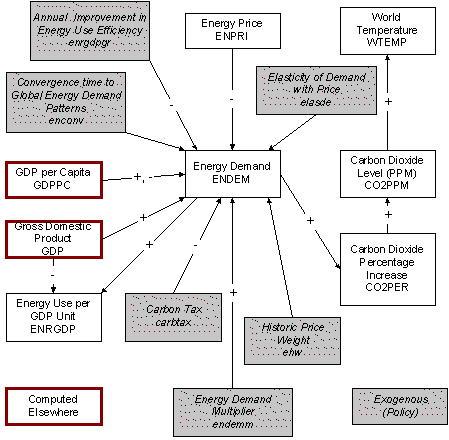 Annual Improvement in
Energy Use Efficiency
enrgdpgr
Energy Price
ENPRI
World
Temperature
WTEMP
Convergence time to
Global Energy Demand
Patterns
enconv
Elasticity of Demand
with Price
elasde
-
-
-
+
GDP per Capita
GDPPC
+, -
Energy Demand
ENDEM
Carbon Dioxide
Level (PPM)
CO2PPM
Gross Domestic
Product
GDP
+
+
-
+
+
-
Carbon Dioxide
Percentage
Increase
CO2PER
Energy Use per
GDP Unit
ENRGDP
Carbon Tax
carbtax
+
Historic Price
Weight
ehw
Computed
Elsewhere
Energy Demand
Multiplier
endemm
Exogenous
(Policy)